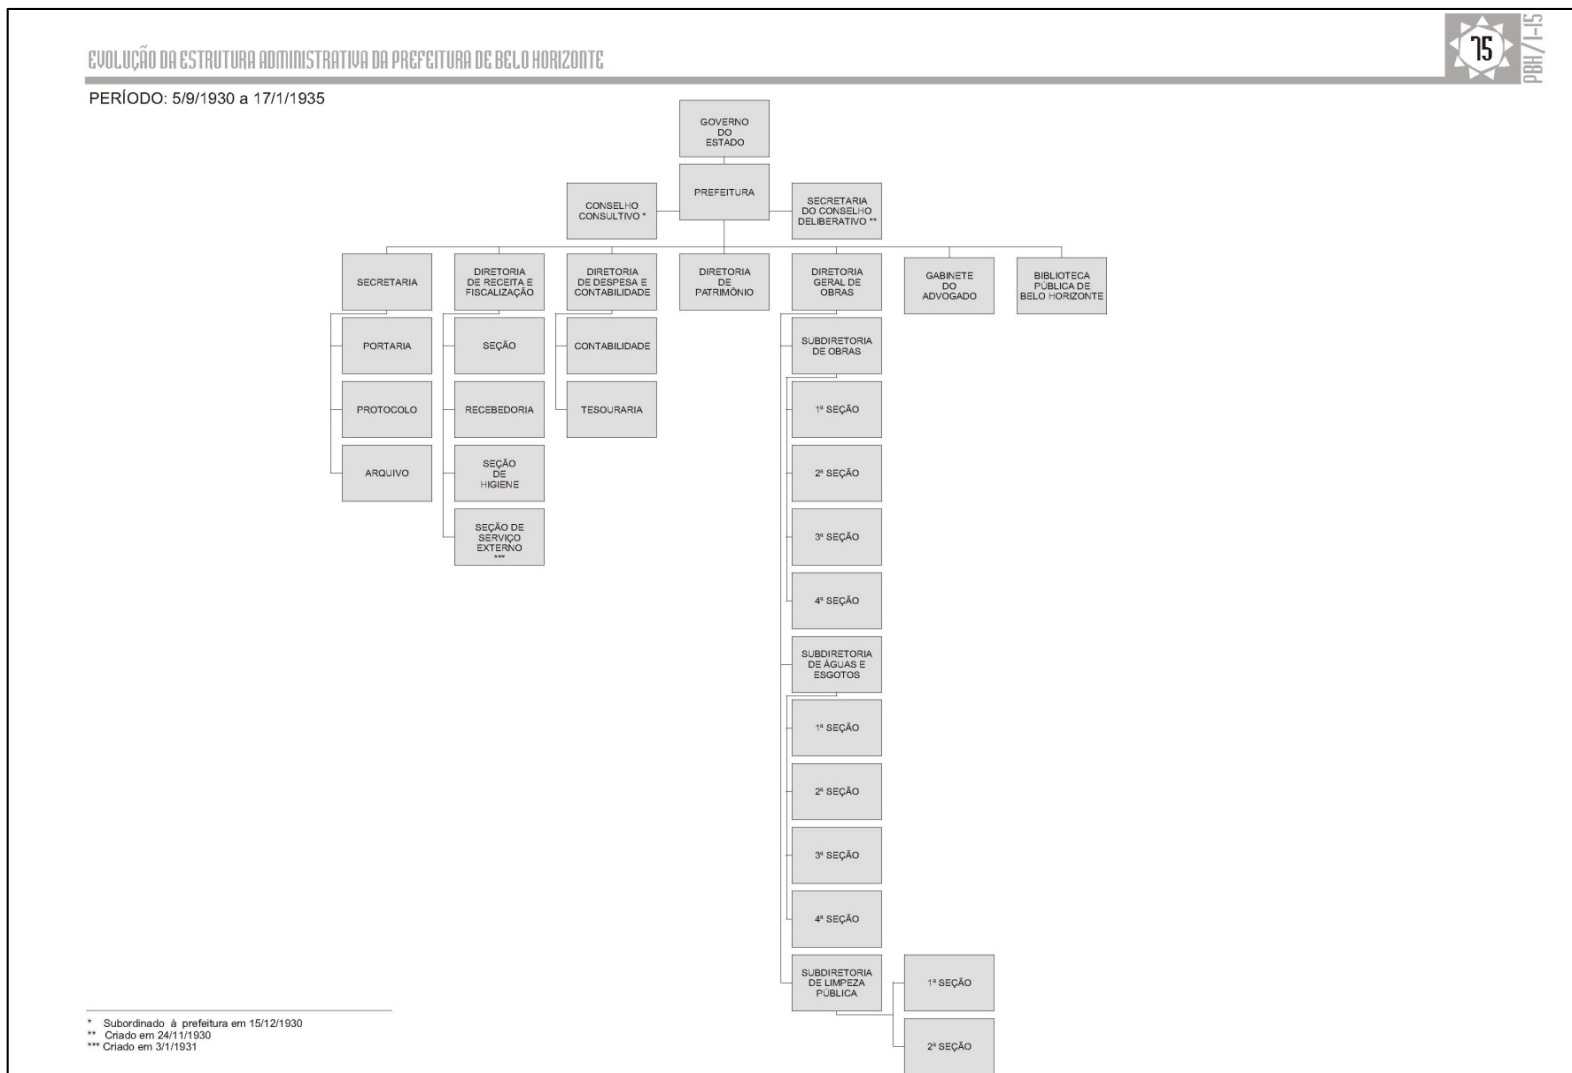 EVOLUÇÃO DA ESTRUTURA ADMINISTRATIVA DA PREFEITURA DE BELO HORIZONTE
75
PBH/1-15
PERÍODO: 5/9/1930 a 17/1/1935
GOVERNO
DO
ESTADO
PREFEITURA
CONSELHO
CONSULTIVO *
SECRETARIA
DO CONSELHO
DELIBERATIVO **
SECRETARIA
DIRETORIA
DE RECEITA E
FISCALIZAÇÃO
DIRETORIA
DE DESPESA E
CONTABILIDADE
DIRETORIA
DE
PATRIMÔNIO
DIRETORIA
GERAL DE
OBRAS
GABINETE
DO
ADVOGADO
BIBLIOTECA
PÚBLICA DE
BELO HORIZONTE
PORTARIA
PROTOCOLO
ARQUIVO
SEÇÃO
RECEBEDORIA
SEÇÃO
DE
HIGIENE
SEÇÃO DE
SERVIÇO
EXTERNO
***
CONTABILIDADE
TESOURARIA
SUBDIRETORIA
DE OBRAS
1ª SEÇÃO
2ª SEÇÃO
3ª SEÇÃO
4ª SEÇÃO
SUBDIRETORIA
DE ÁGUAS E
ESGOTOS
1ª SEÇÃO
2ª SEÇÃO
3ª SEÇÃO
4ª SEÇÃO
SUBDIRETORIA
DE LIMPEZA
PÚBLICA
1ª SEÇÃO
2ª SEÇÃO
* Subordinado à prefeitura em 15/12/1930
** Criado em 24/11/1930
*** Criado em 3/1/1931